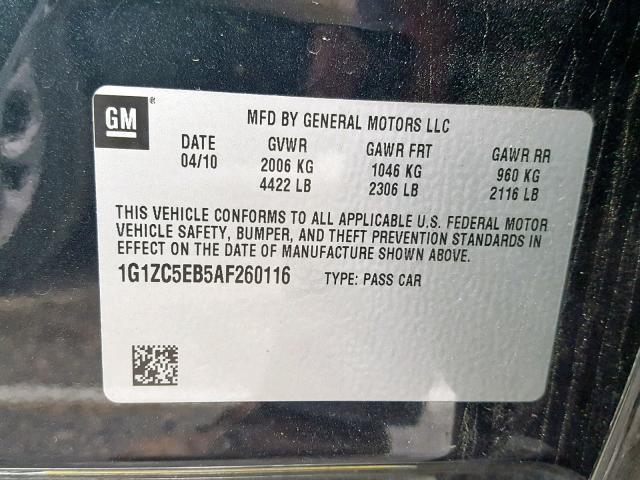 GM ®
MFD BY GENERAL MOTORS LLC
DATE GVWR GAWR FRT GAWR RR
04/10 2006 KG 1046 KG 960 KG
4422 LB 2306 LB 2116 LB
THIS VEHICLE CONFORMS TO ALL APPLICABLE U.S. FEDERAL MOTOR
VEHICLE SAFETY, BUMPER, AND THEFT PREVENTION STANDARDS IN
EFFECT ON THE DATE OF MANUFACTURE SHOWN ABOVE.
1G1ZC5EB5AF260116 TYPE: PASS CAR